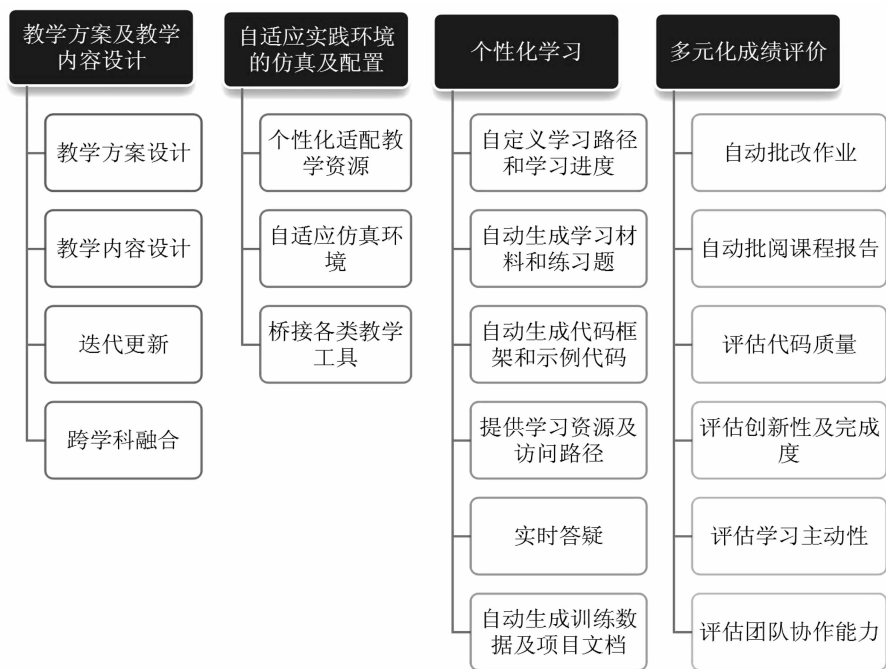 教学方案及教学
内容设计
教学方案设计
教学内容设计
迭代更新
跨学科融合
自适应实践环境
的仿真及配置
个性化适配教
学资源
自适应仿真环
境
桥接各类教学
工具
个性化学习
自定义学习路径
和学习进度
自动生成学习材
料和练习题
自动生成代码框
架和示例代码
提供学习资源及
访问路径
实时答疑
自动生成训练数
据及项目文档
多元化成绩评价
自动批改作业
自动批阅课程报告
评估代码质量
评估创新性及完成
度
评估学习主动性
评估团队协作能力